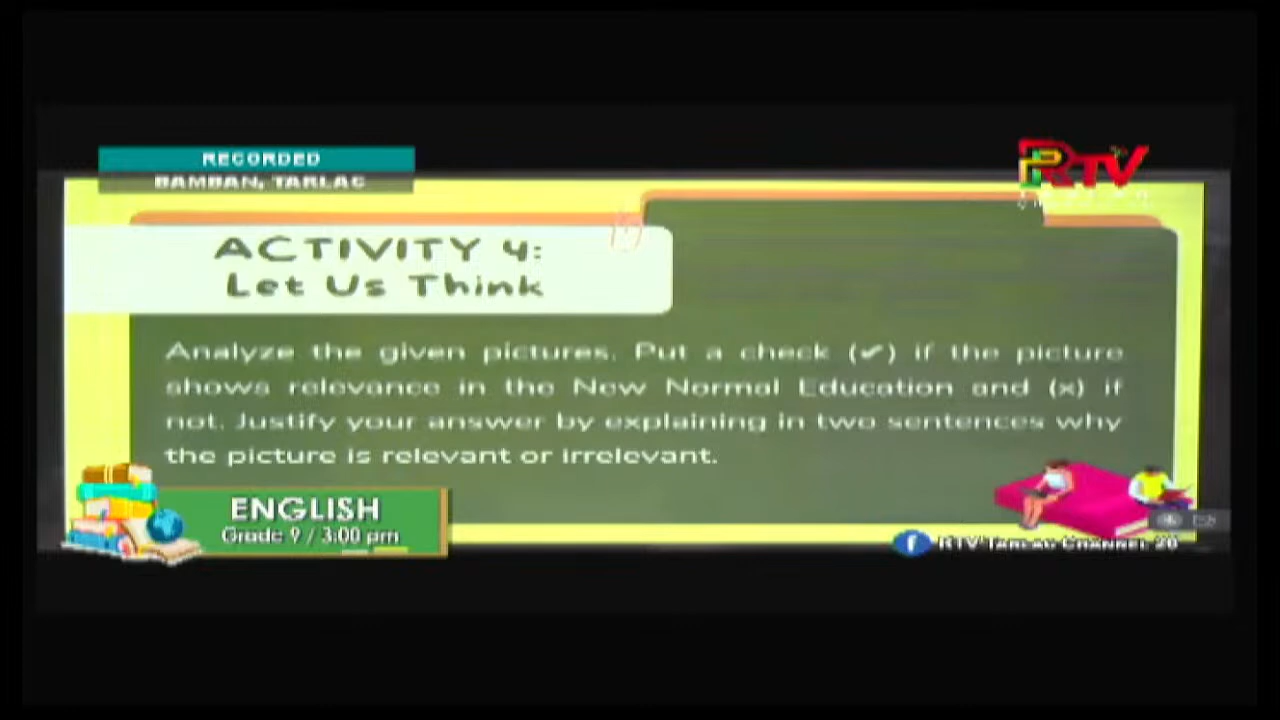 RECORDED
BAMBAN, TARLAC
RTV
ACTIVITY 4:
Let Us Think
Analyze the given pictures. Put a check (✔) if the picture
shows relevance in the New Normal Education and (x) if
not. Justify your answer by explaining in two sentences why
the picture is relevant or irrelevant.
ENGLISH
Grade 9 / 3:00 pm
f RTV Tarlac Channel 26